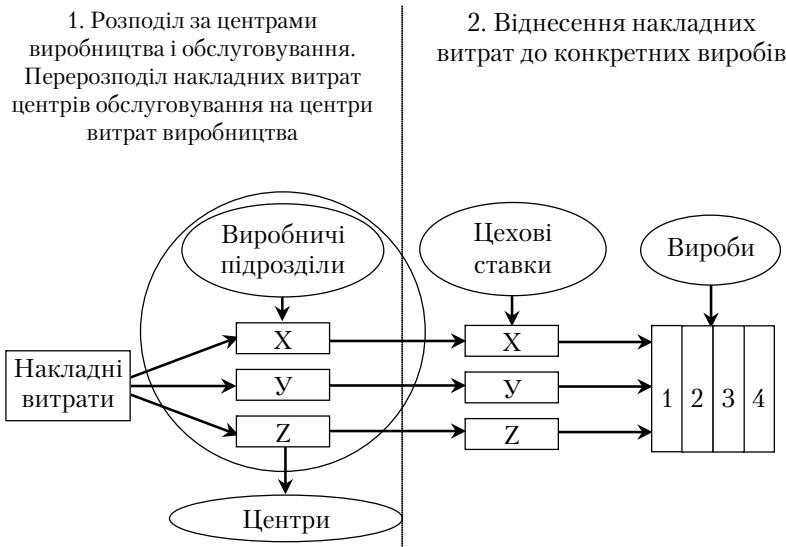 1. Розподіл за центрами
виробництва і обслуговування.
Перерозподіл накладних витрат
центрів обслуговування на центри
витрат виробництва
2. Віднесення накладних
витрат до конкретних виробів
Виробничі
підрозділи
Цехові
ставки
Вироби
Накладні
витрати
Х
У
Z
Х
У
Z
1 2 3 4
Центри